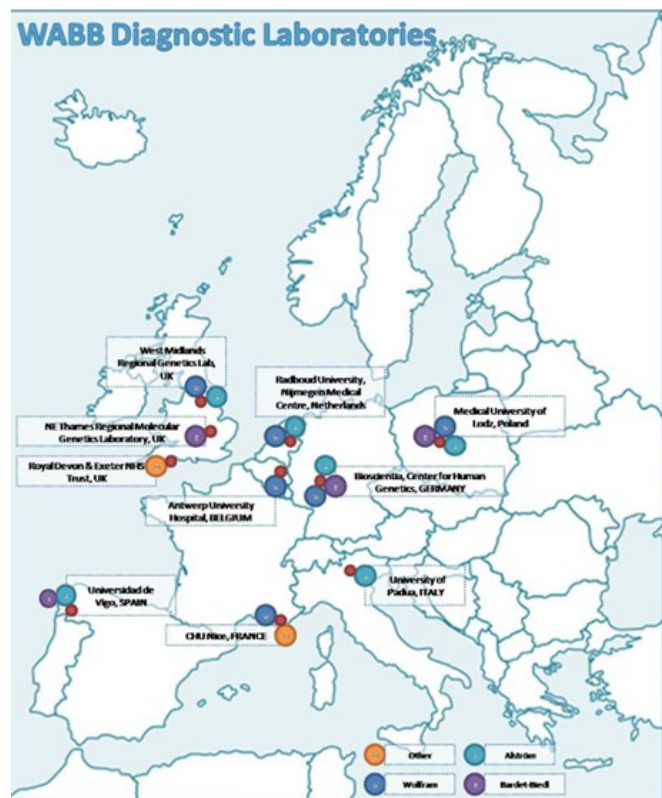 WABB Diagnostic Laboratories
West Midlands
Regional Genetics Lab,
UK
Radboud University,
Nijmegen Medical
Centre, Netherlands
Medical University of
Lodz, Poland
NE Thames Regional Molecular
Genetics Laboratory, UK
Royal Devon & Exeter NHS
Trust, UK
Bioscientia, Center for Human
Genetics, GERMANY
Antwerp University
Hospital, BELGIUM
Universidad de
Vigo, SPAIN
University of
Padua, ITALY
CHU Nice, FRANCE
Other
Alström
Wolfram
Bardet-Biedl